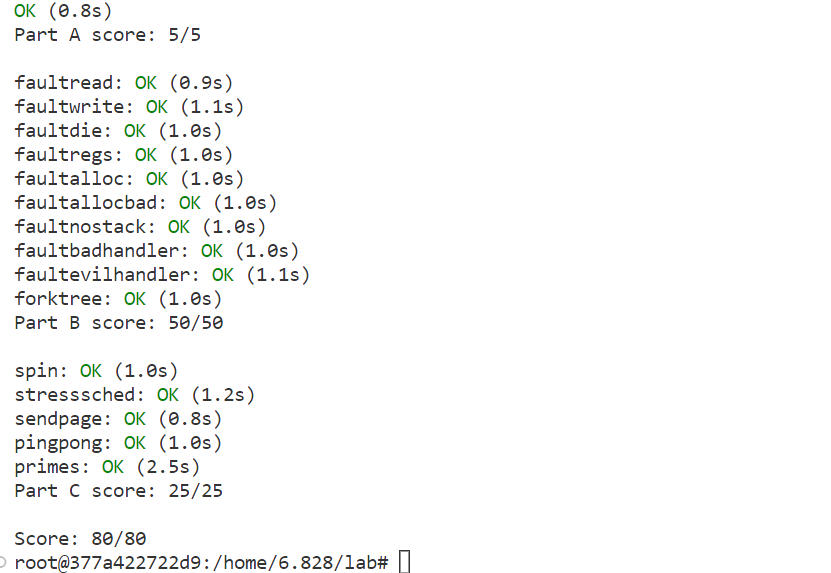 OK (0.8s)
Part A score: 5/5
faultread: OK (0.9s)
faultwrite: OK (1.1s)
faultdie: OK (1.0s)
faultregs: OK (1.0s)
faultalloc: OK (1.0s)
faultallocbad: OK (1.0s)
faultnostack: OK (1.0s)
faultbadhandler: OK (1.0s)
faultevilhandler: OK (1.1s)
forktree: OK (1.0s)
Part B score: 50/50
spin: OK (1.0s)
stresssched: OK (1.2s)
sendpage: OK (0.8s)
pingpong: OK (1.0s)
primes: OK (2.5s)
Part C score: 25/25
Score: 80/80
root@377a422722d9:/home/6.828/lab#